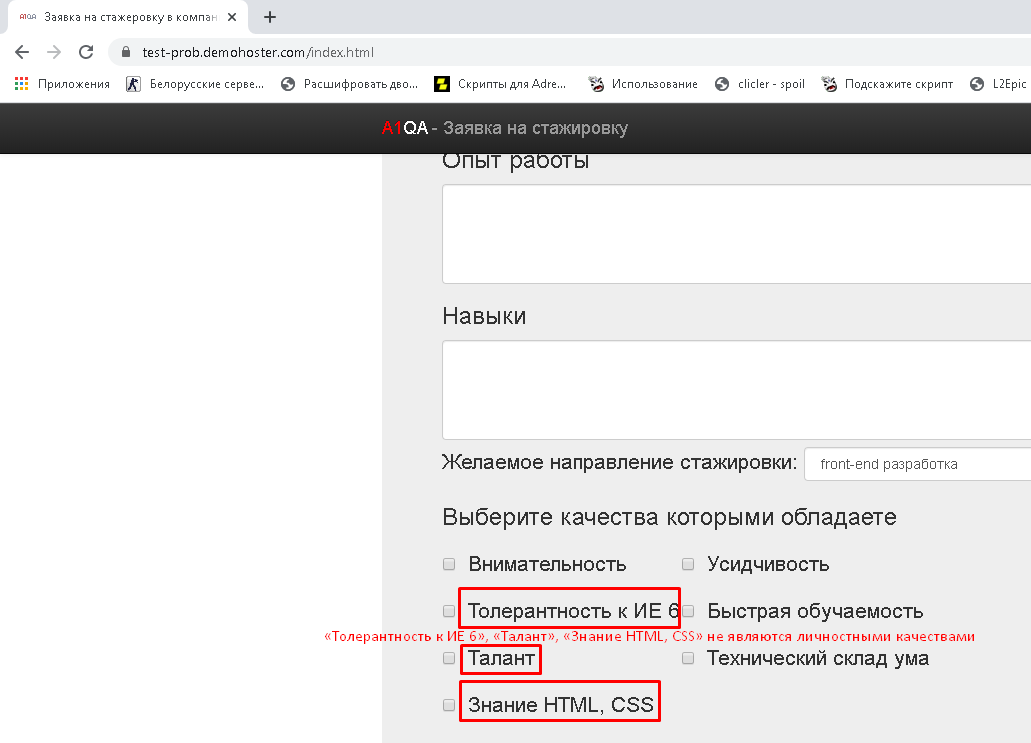 A1QA Заявка на стажировку в компан
test-prob.demohoster.com/index.html
Приложения Белорусские серве... Расшифровать дво... Скрипты для Adre... Использование clicler - spoil Подскажите скрипт L2Epic
A1QA - Заявка на стажировку
Опыт работы
Навыки
Желаемое направление стажировки: front-end разработка
Выберите качества которыми обладаете
Внимательность Усидчивость
Толерантность к ИЕ 6 Быстрая обучаемость
«Толерантность к ИЕ 6», «Талант», «Знание HTML, CSS» не являются личностными качествами
Талант Технический склад ума
Знание HTML, CSS